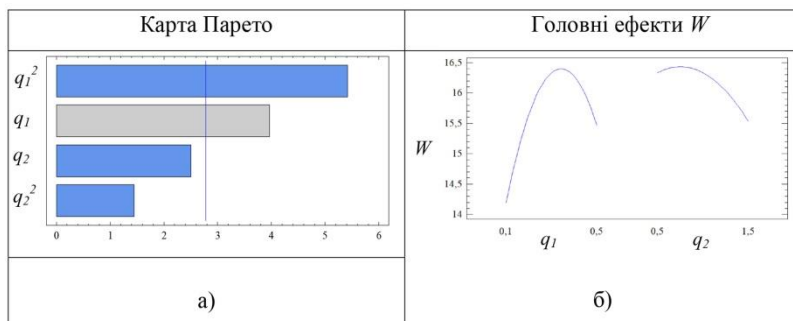 Карта Парето
Головні ефекти W
q₁²
q₁
q₂
q₂²
0 1 2 3 4 5 6
16,5
16
15,5
15
14,5
14
W
0,1 0,5 0,5 1,5
q₁ q₂
а)
б)